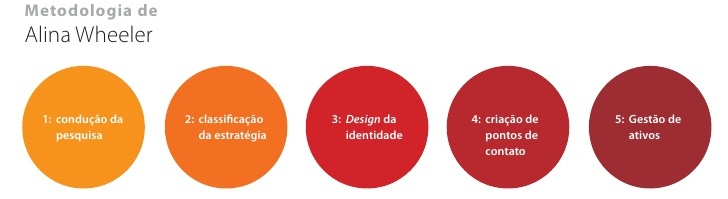 Metodologia de
Alina Wheeler
1: condução da
pesquisa
2: classificação
da estratégia
3: Design da
identidade
4: criação de
pontos de
contato
5: Gestão de
ativos